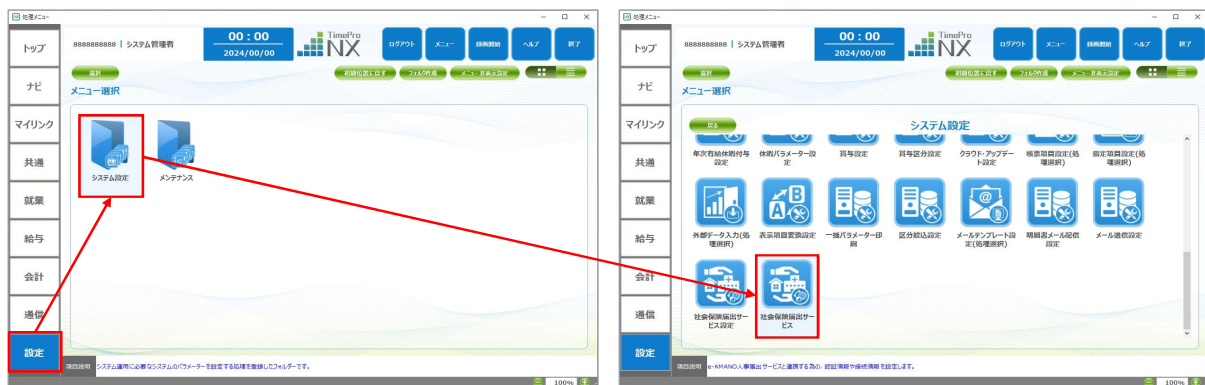 処理メニュー
8888888888 | システム管理者
00 : 00
2024/00/00
TimePro
NX
ログアウト
メニュー
録画開始
ヘルプ
終了
トップ
ナビ
マイリンク
共通
就業
給与
会計
通信
設定
選択
初期位置に戻す
フォルダ作成
メニュー非表示設定
メニュー選択
システム設定
メンテナンス
項目説明
システム運用に必要なシステムのパラメーターを設定する処理を登録したフォルダーです。
100%
処理メニュー
8888888888 | システム管理者
00 : 00
2024/00/00
TimePro
NX
ログアウト
メニュー
録画開始
ヘルプ
終了
トップ
ナビ
マイリンク
共通
就業
給与
会計
通信
設定
選択
初期位置に戻す
フォルダ作成
メニュー非表示設定
メニュー選択
戻る
システム設定
年次有給休暇付与
設定
休暇パラメーター設
定
賞与設定
賞与区分設定
クラウド・アップデー
ト設定
帳票項目設定(処
理選択)
指定項目設定(処
理選択)
外部データ入力(処
理選択)
表示項目変換設定
一括パラメーター印
刷
区分絞込設定
メールテンプレート設
定(処理選択)
明細書メール配信
設定
メール送信設定
社会保険届出サー
ビス設定
社会保険届出サー
ビス
項目説明
e-AMANO人事届出サービスと連携する為の、認証情報や接続情報を設定します。
100%